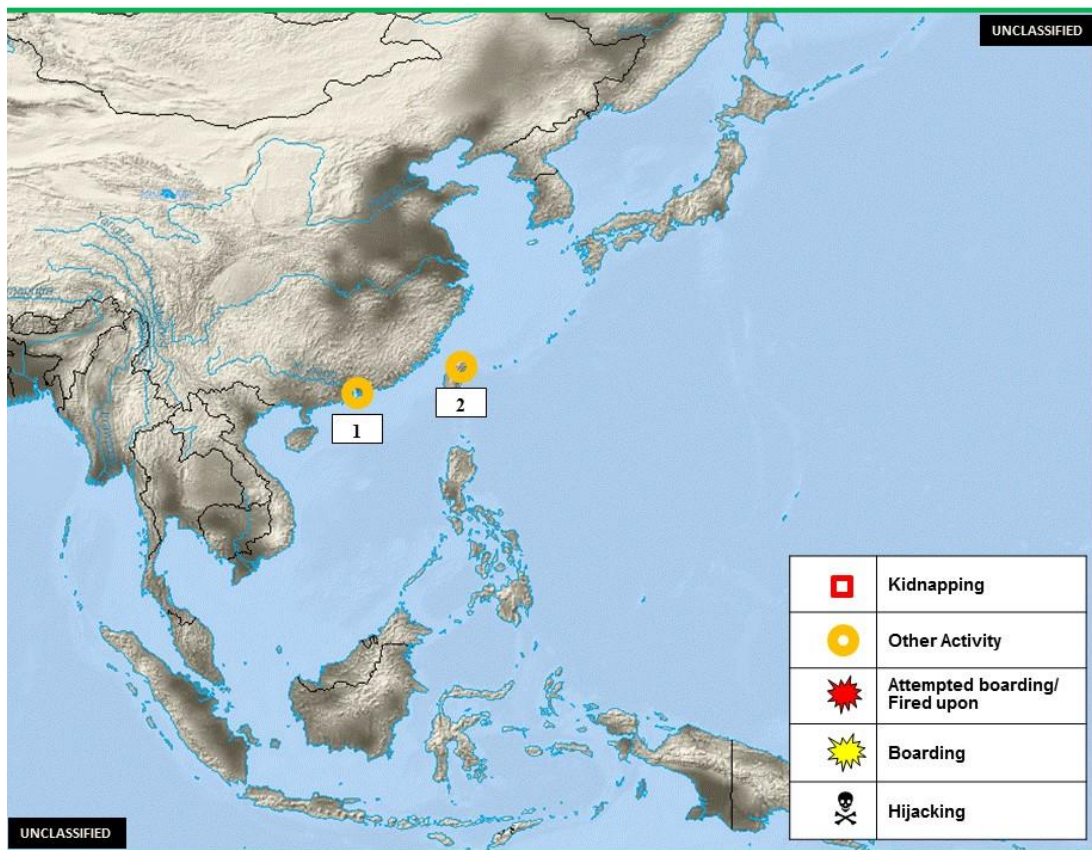 UNCLASSIFIED
1
2
Kidnapping
Other Activity
Attempted boarding/
Fired upon
Boarding
Hijacking
UNCLASSIFIED